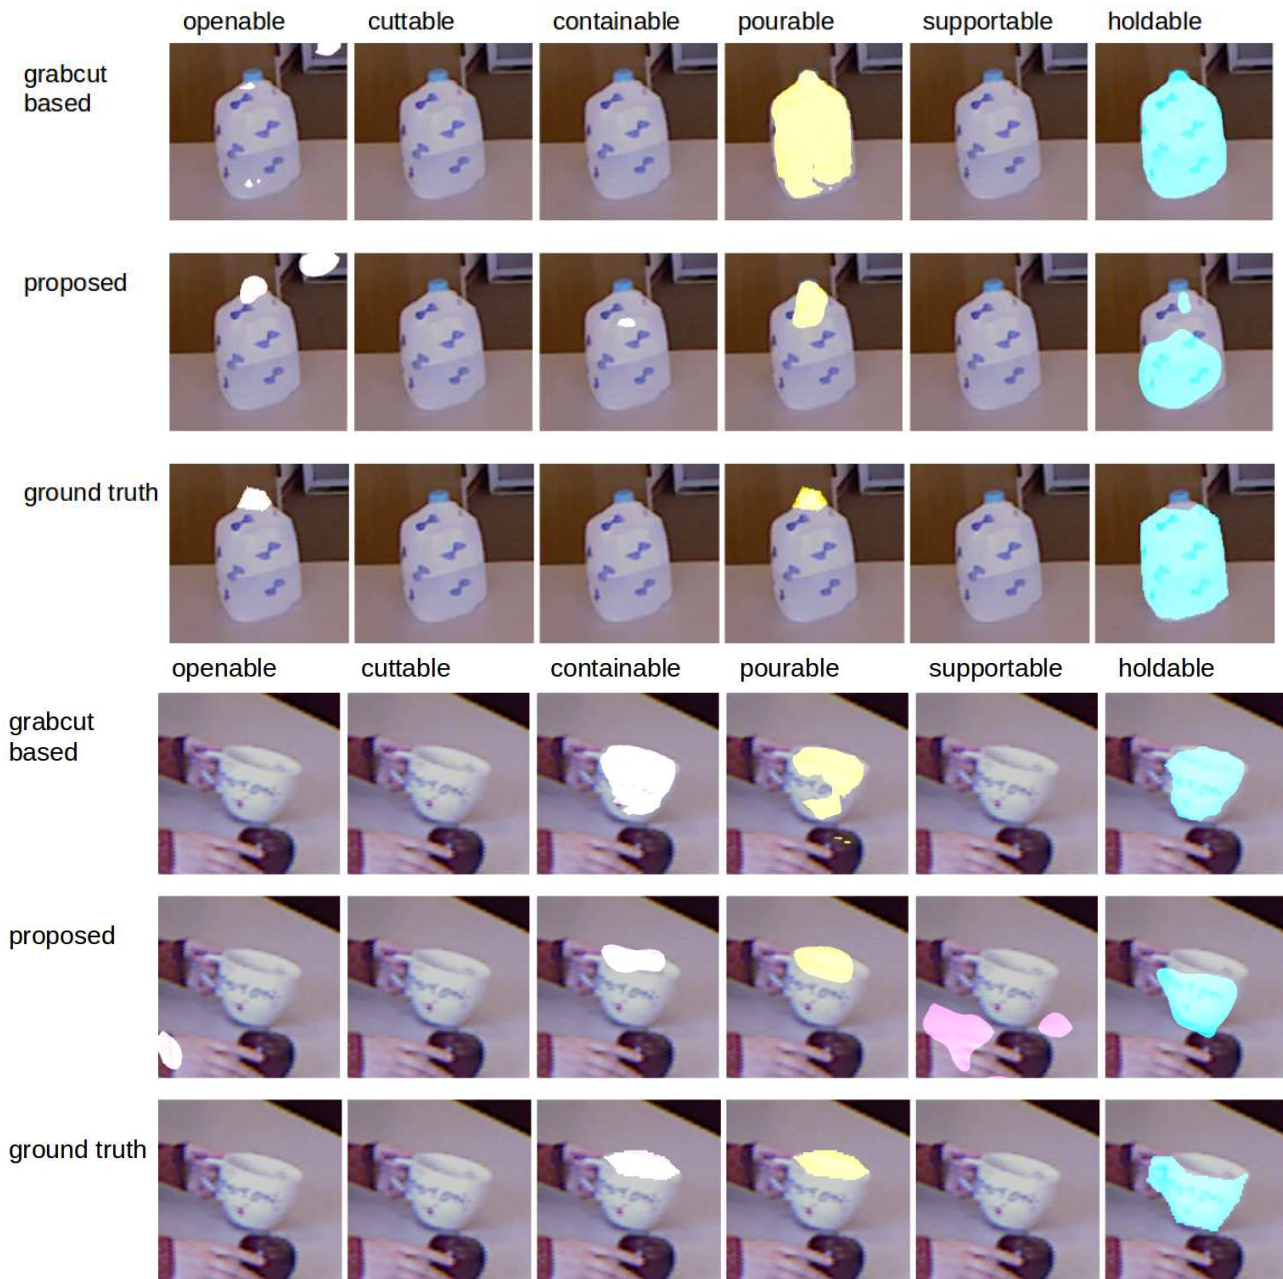 openable cuttable containable pourable supportable holdable
grabcut
based
proposed
ground truth
openable cuttable containable pourable supportable holdable
grabcut
based
proposed
ground truth